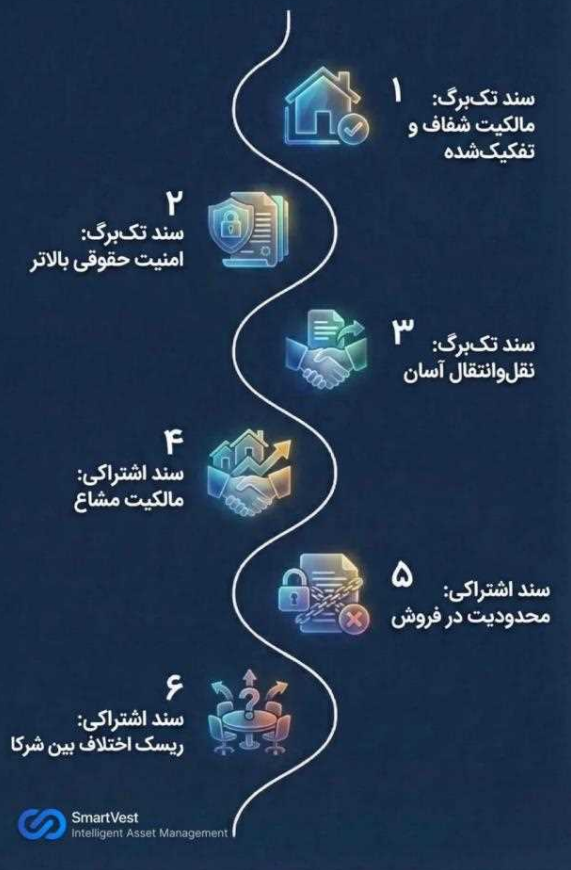 ۱
سند تک‌برگ:
مالکیت شفاف و
تفکیک‌شده
۲
سند تک‌برگ:
امنیت حقوقی بالاتر
۳
سند تک‌برگ:
نقل‌وانتقال آسان
۴
سند اشتراکی:
مالکیت مشاع
۵
سند اشتراکی:
محدودیت در فروش
۶
سند اشتراکی:
ریسک اختلاف بین شرکا
SmartVest
Intelligent Asset Management